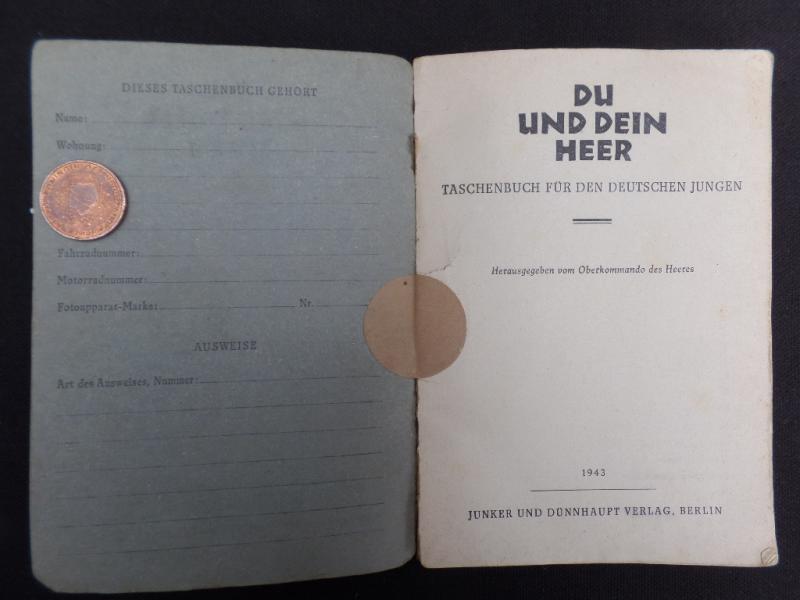 DIESES TASCHENBUCH GEHÖRT
Name:
Wohnung:
Fahrradnummer:
Motorradnummer:
Fotoapparat-Marke: Nr.
AUSWEISE
Art des Ausweises, Nummer:
DU
UND DEIN
HEER
TASCHENBUCH FÜR DEN DEUTSCHEN JUNGEN
Herausgegeben vom Oberkommando des Heeres
1943
JUNKER UND DÜNNHAUPT VERLAG, BERLIN